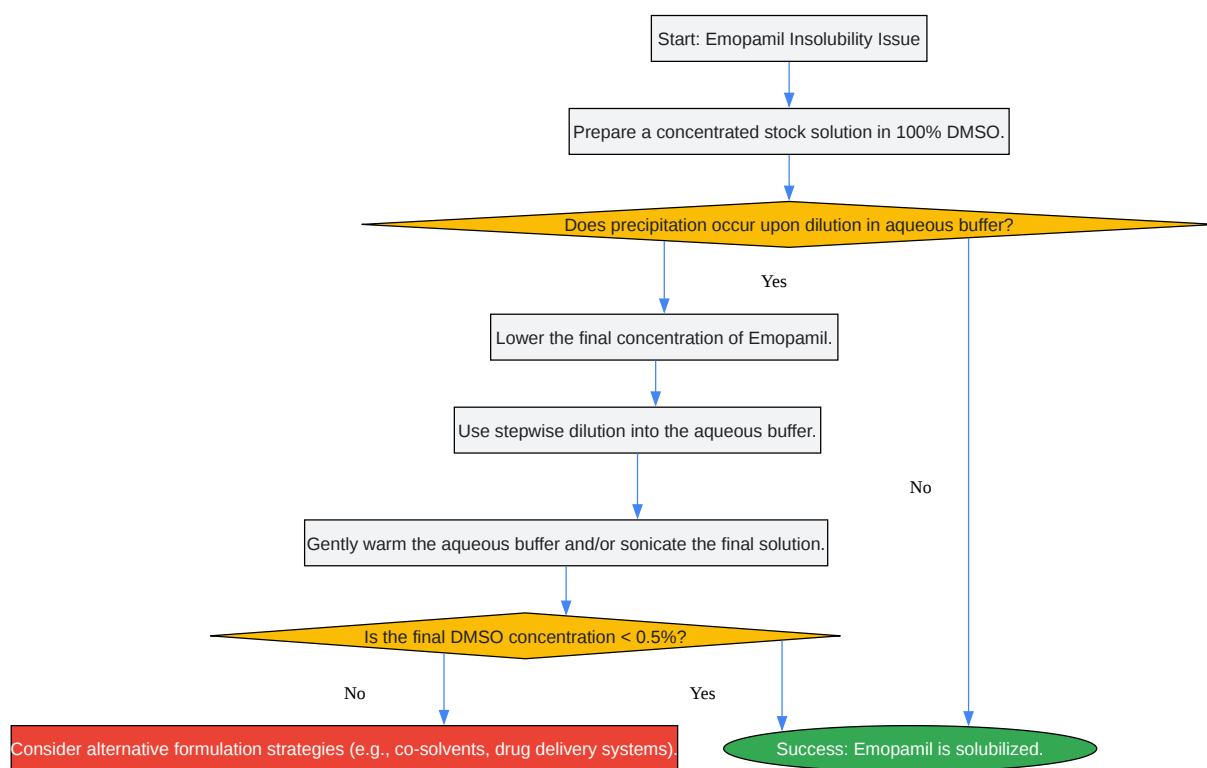 Start: Emopamil Insolubility Issue
Prepare a concentrated stock solution in 100% DMSO.
Does precipitation occur upon dilution in aqueous buffer?
Yes
Lower the final concentration of Emopamil.
Use stepwise dilution into the aqueous buffer.
No
Gently warm the aqueous buffer and/or sonicate the final solution.
Is the final DMSO concentration < 0.5%?
No
Yes
Consider alternative formulation strategies (e.g., co-solvents, drug delivery systems).
Success: Emopamil is solubilized.